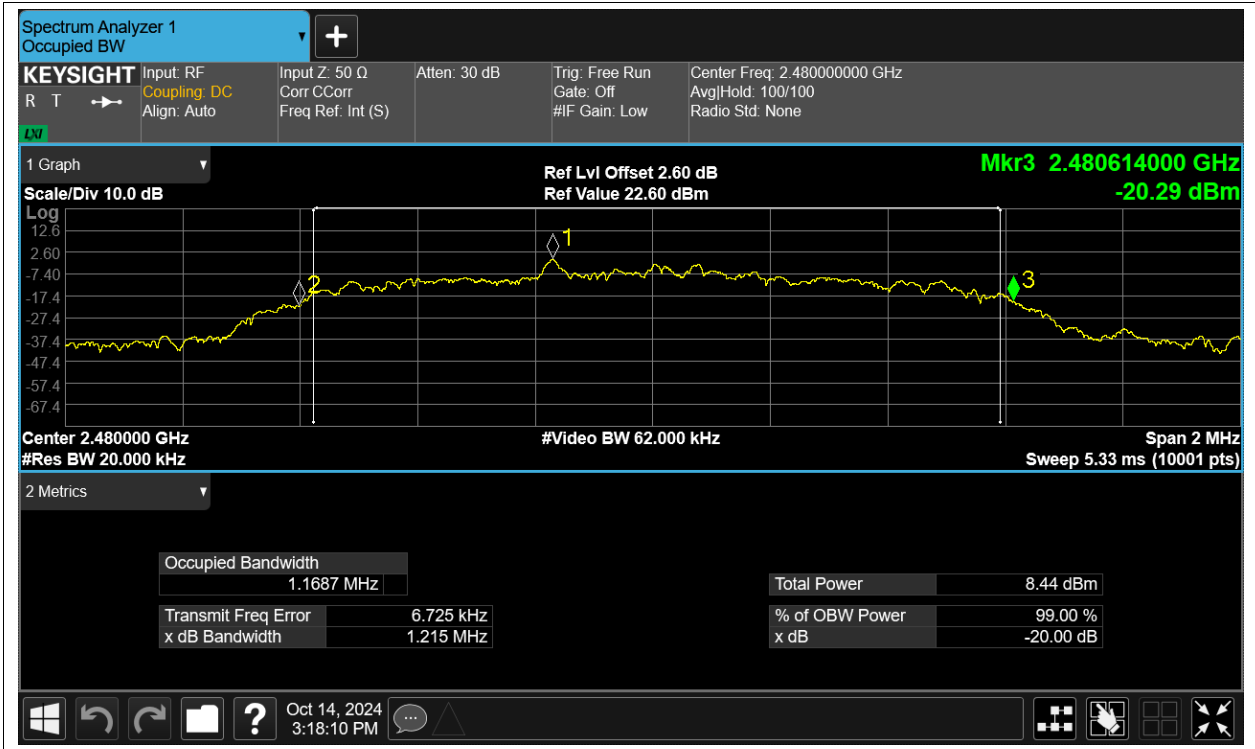 Spectrum Analyzer 1
Occupied BW
▼
+
KEYSIGHT
R T
LXI
Input: RF
Coupling: DC
Align: Auto
Input Z: 50 Ω
Corr CCorr
Freq Ref: Int (S)
Atten: 30 dB
Trig: Free Run
Gate: Off
#IF Gain: Low
Center Freq: 2.480000000 GHz
Avg|Hold: 100/100
Radio Std: None
1 Graph ▼
Scale/Div 10.0 dB
Ref Lvl Offset 2.60 dB
Ref Value 22.60 dBm
Mkr3 2.480614000 GHz
-20.29 dBm
Log
12.6
2.60
-7.40
-17.4
-27.4
-37.4
-47.4
-57.4
-67.4
1
2
3
Center 2.480000 GHz
#Res BW 20.000 kHz
#Video BW 62.000 kHz
Span 2 MHz
Sweep 5.33 ms (10001 pts)
2 Metrics ▼
Occupied Bandwidth
1.1687 MHz
Transmit Freq Error 6.725 kHz
x dB Bandwidth 1.215 MHz
Total Power 8.44 dBm
% of OBW Power 99.00 %
x dB -20.00 dB
?
Oct 14, 2024
3:18:10 PM